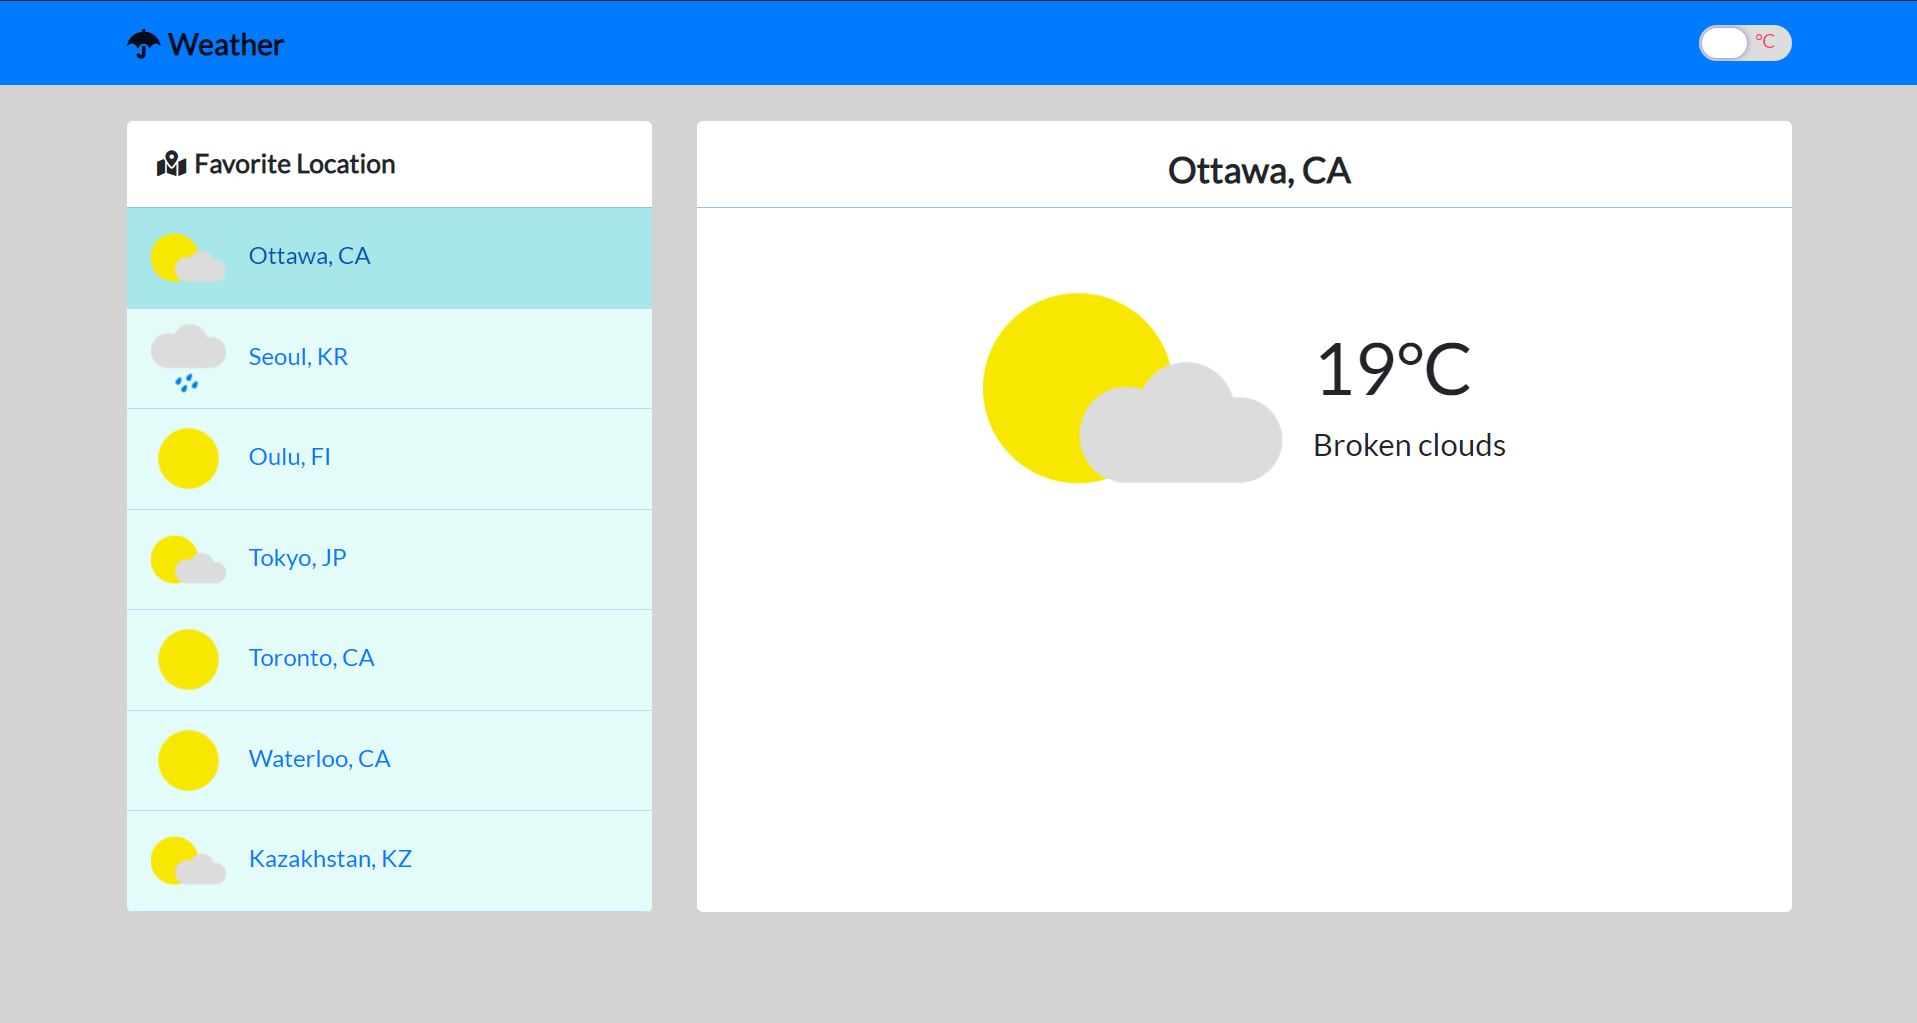 Weather
°C
Favorite Location
Ottawa, CA
Seoul, KR
Oulu, FI
Tokyo, JP
Toronto, CA
Waterloo, CA
Kazakhstan, KZ
Ottawa, CA
19°C
Broken clouds